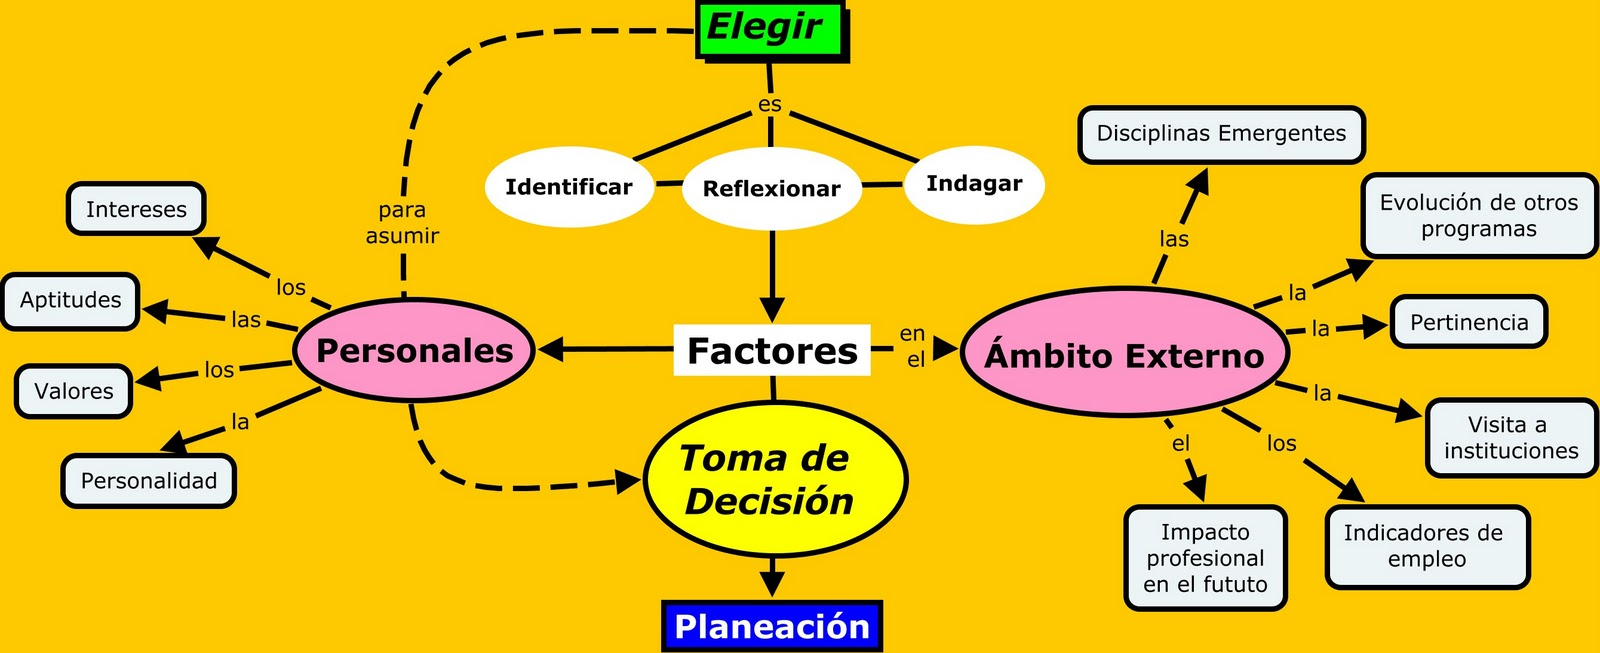 Elegir
es
Identificar
Reflexionar
Indagar
para
asumir
Intereses
los
Aptitudes
las
Valores
los
Personalidad
la
Personales
Factores
en
el
Ámbito Externo
Disciplinas Emergentes
las
Evolución de otros
programas
la
Pertinencia
la
Visita a
instituciones
la
Indicadores de
empleo
los
Impacto
profesional
en el fututo
el
Toma de
Decisión
Planeación